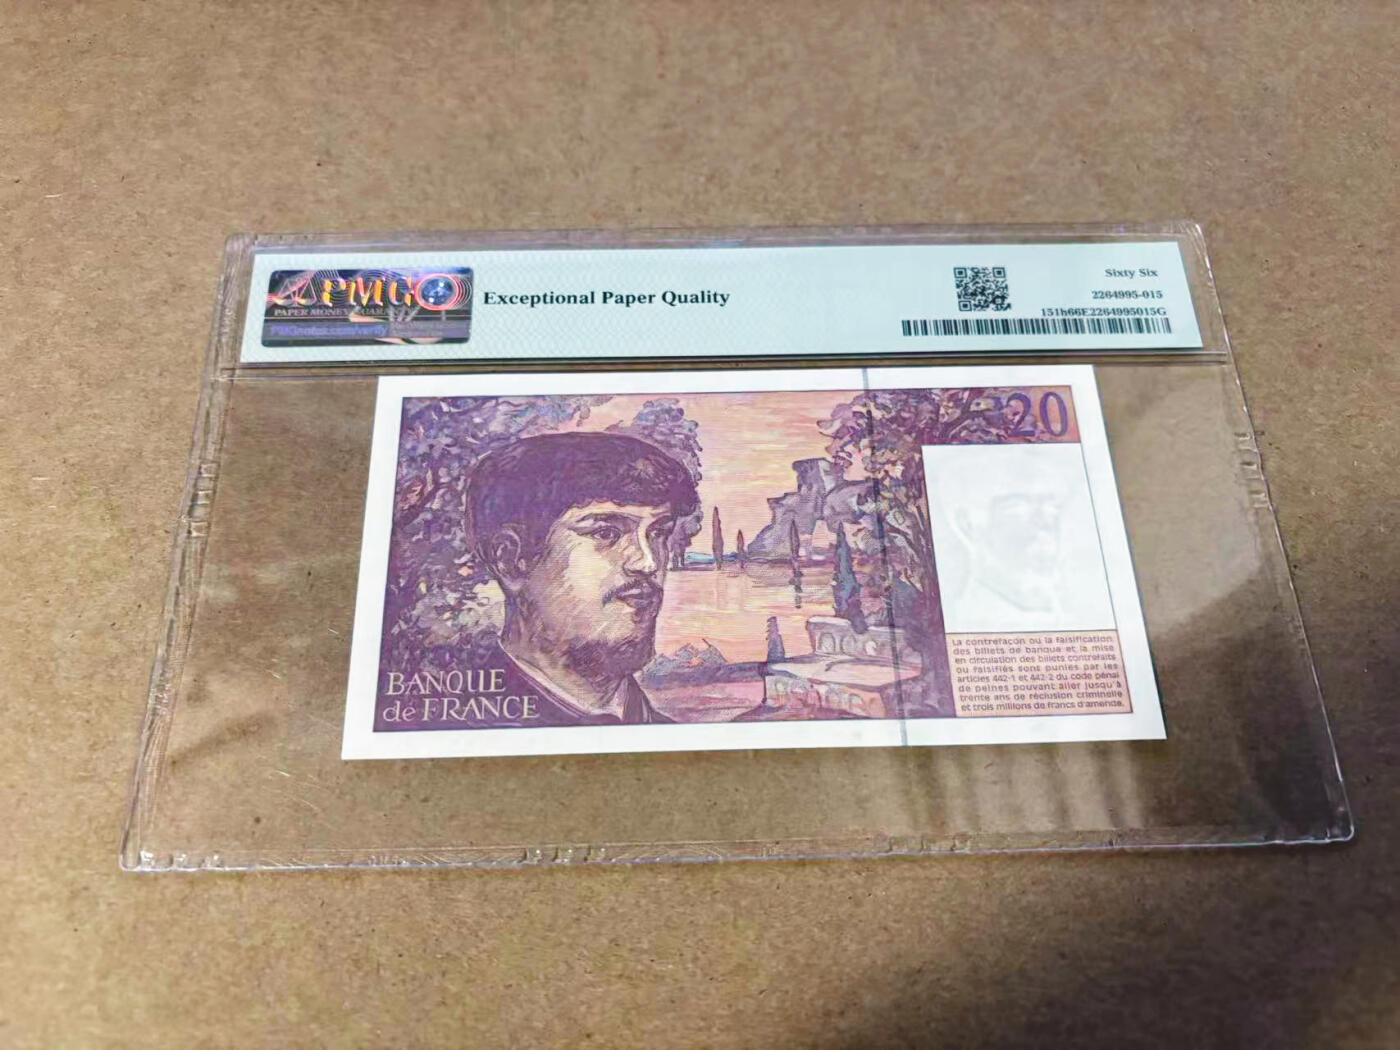 PMG
PAPER MONEY GUARANTY
PMGnotes.com/verify
Exceptional Paper Quality
Sixty Six
2264995-015
151h66E2264995015G
20
BANQUE
de FRANCE
La contrefaçon ou la falsification
des billets de banque et la mise
en circulation des billets contrefaits
ou falsifiés sont punies par les
articles 442-1 et 442-2 du code pénal
de peines pouvant aller jusqu'à
trente ans de réclusion criminelle
et trois millions de francs d'amende.